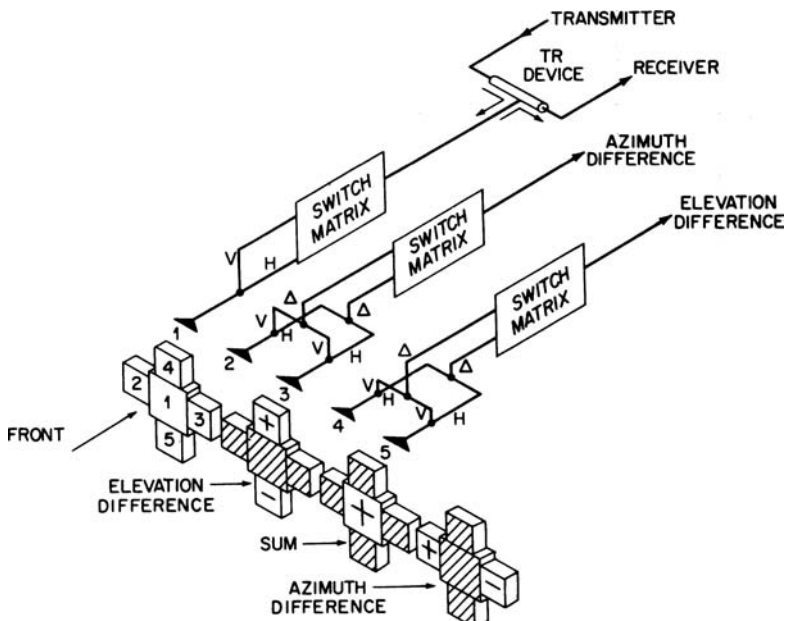 TRANSMITTER
TR
DEVICE
RECEIVER
AZIMUTH
DIFFERENCE
ELEVATION
DIFFERENCE
SWITCH
MATRIX
SWITCH
MATRIX
SWITCH
MATRIX
V
H
1
Δ
Δ
V
H
V
H
2
3
Δ
Δ
V
H
V
H
4
5
4
2
1
3
5
FRONT
+
−
ELEVATION
DIFFERENCE
+
SUM
+
−
AZIMUTH
DIFFERENCE